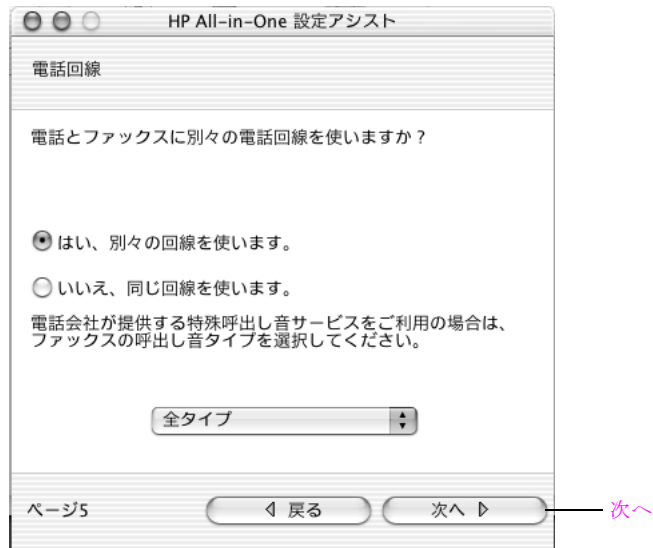 HP All-in-One 設定アシスト
電話回線
電話とファックスに別々の電話回線を使いますか？
はい、別々の回線を使います。
いいえ、同じ回線を使います。
電話会社が提供する特殊呼出し音サービスをご利用の場合は、
ファックスの呼出し音タイプを選択してください。
全タイプ
ページ5
戻る
次へ
次へ